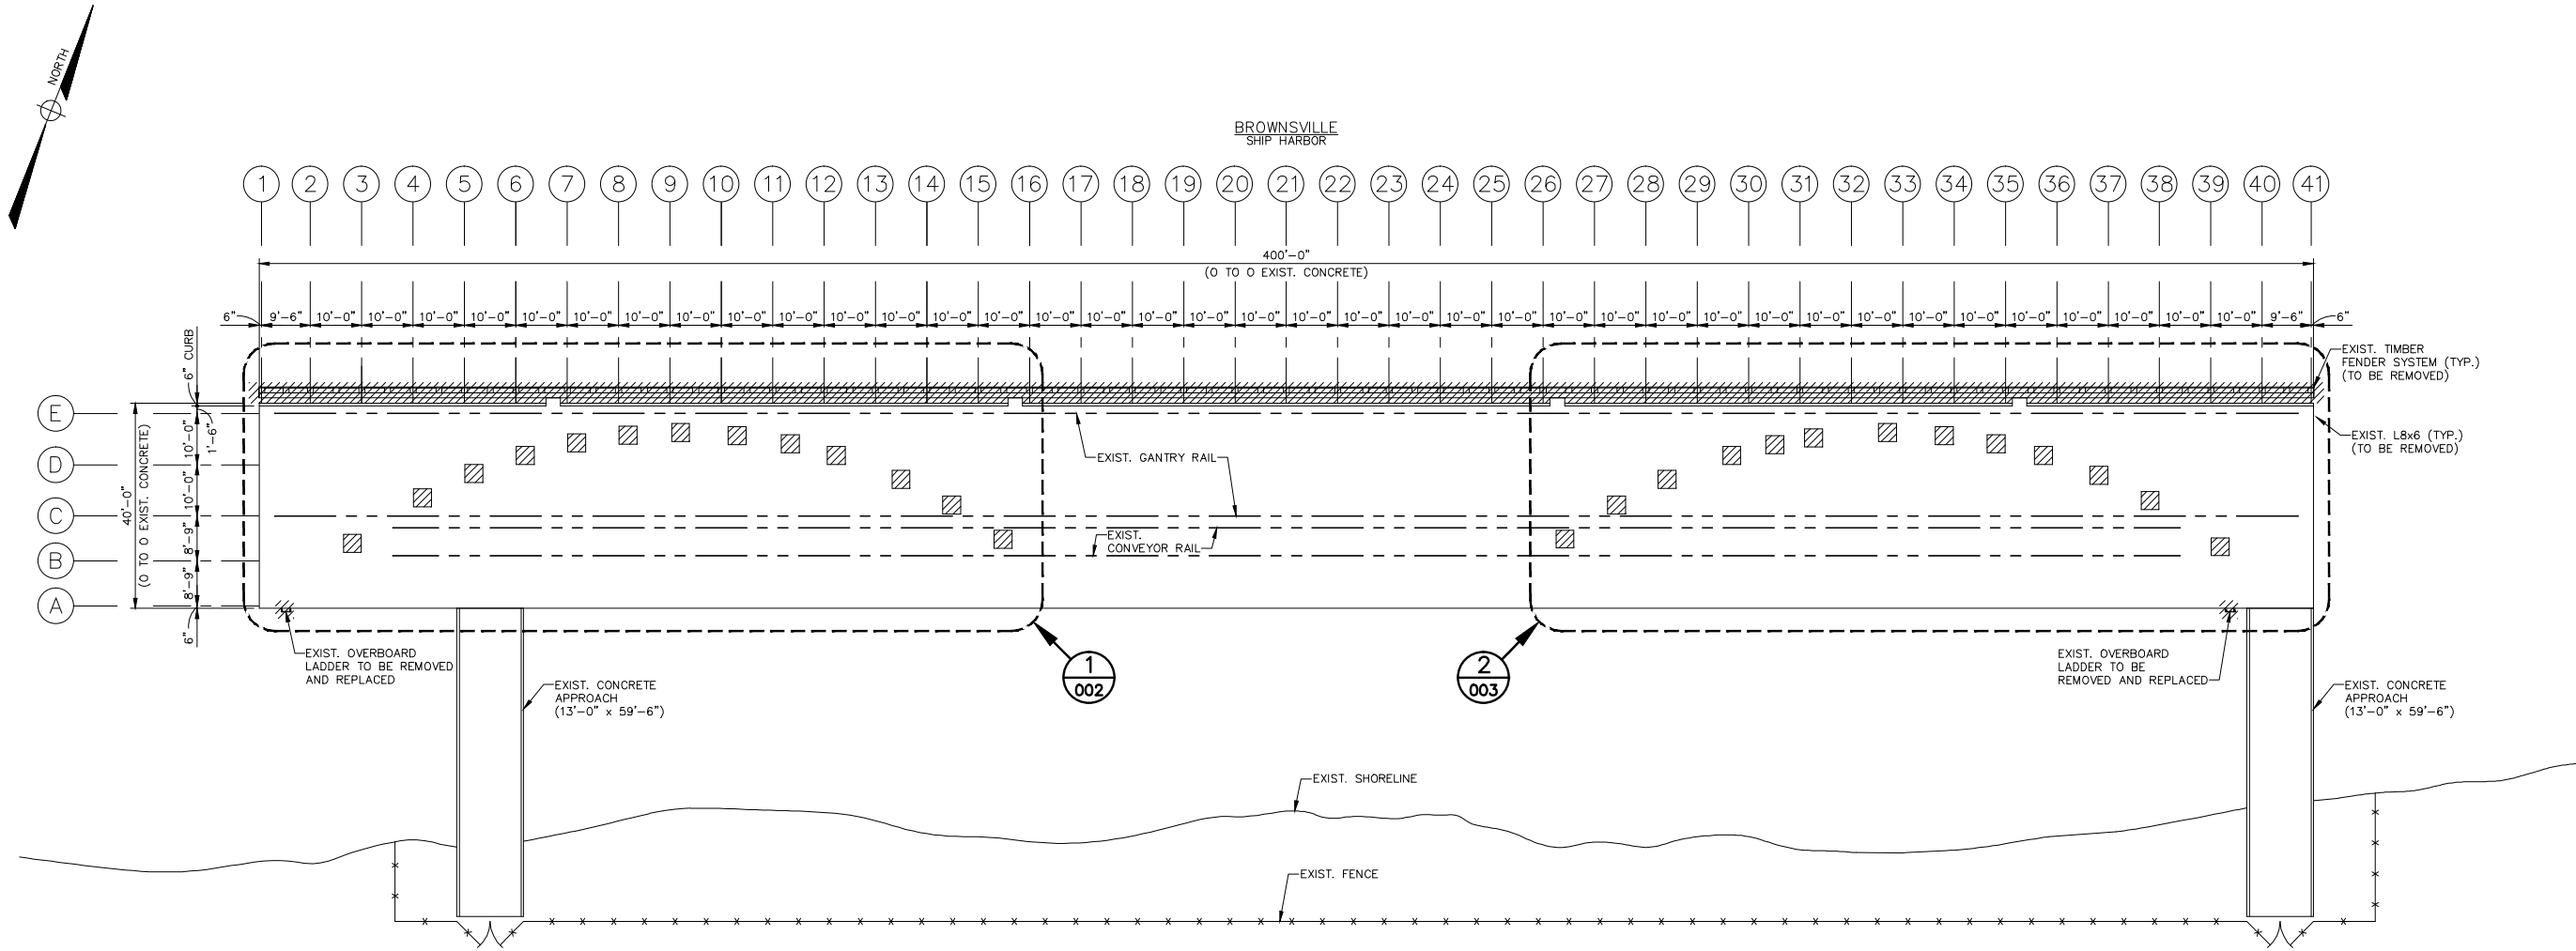 NORTH
BROWNSVILLE
SHIP HARBOR
1 2 3 4 5 6 7 8 9 10 11 12 13 14 15 16 17 18 19 20 21 22 23 24 25 26 27 28 29 30 31 32 33 34 35 36 37 38 39 40 41
400'-0"
(O TO O EXIST. CONCRETE)
6" 9'-6" 10'-0" 10'-0" 10'-0" 10'-0" 10'-0" 10'-0" 10'-0" 10'-0" 10'-0" 10'-0" 10'-0" 10'-0" 10'-0" 10'-0" 10'-0" 10'-0" 10'-0" 10'-0" 10'-0" 10'-0" 10'-0" 10'-0" 10'-0" 10'-0" 10'-0" 10'-0" 10'-0" 10'-0" 10'-0" 10'-0" 10'-0" 10'-0" 10'-0" 10'-0" 10'-0" 10'-0" 10'-0" 10'-0" 9'-6" 6"
6" CURB
EXIST. TIMBER
FENDER SYSTEM (TYP.)
(TO BE REMOVED)
E
D
C
B
A
40'-0"
(O TO O EXIST. CONCRETE)
1'-6"
10'-0"
10'-0"
8'-9"
8'-9"
6"
EXIST. L8x6 (TYP.)
(TO BE REMOVED)
EXIST. GANTRY RAIL
EXIST.
CONVEYOR RAIL
EXIST. OVERBOARD
LADDER TO BE REMOVED
AND REPLACED
EXIST. CONCRETE
APPROACH
(13'-0" x 59'-6")
1
002
2
003
EXIST. OVERBOARD
LADDER TO BE
REMOVED AND REPLACED
EXIST. CONCRETE
APPROACH
(13'-0" x 59'-6")
EXIST. SHORELINE
EXIST. FENCE